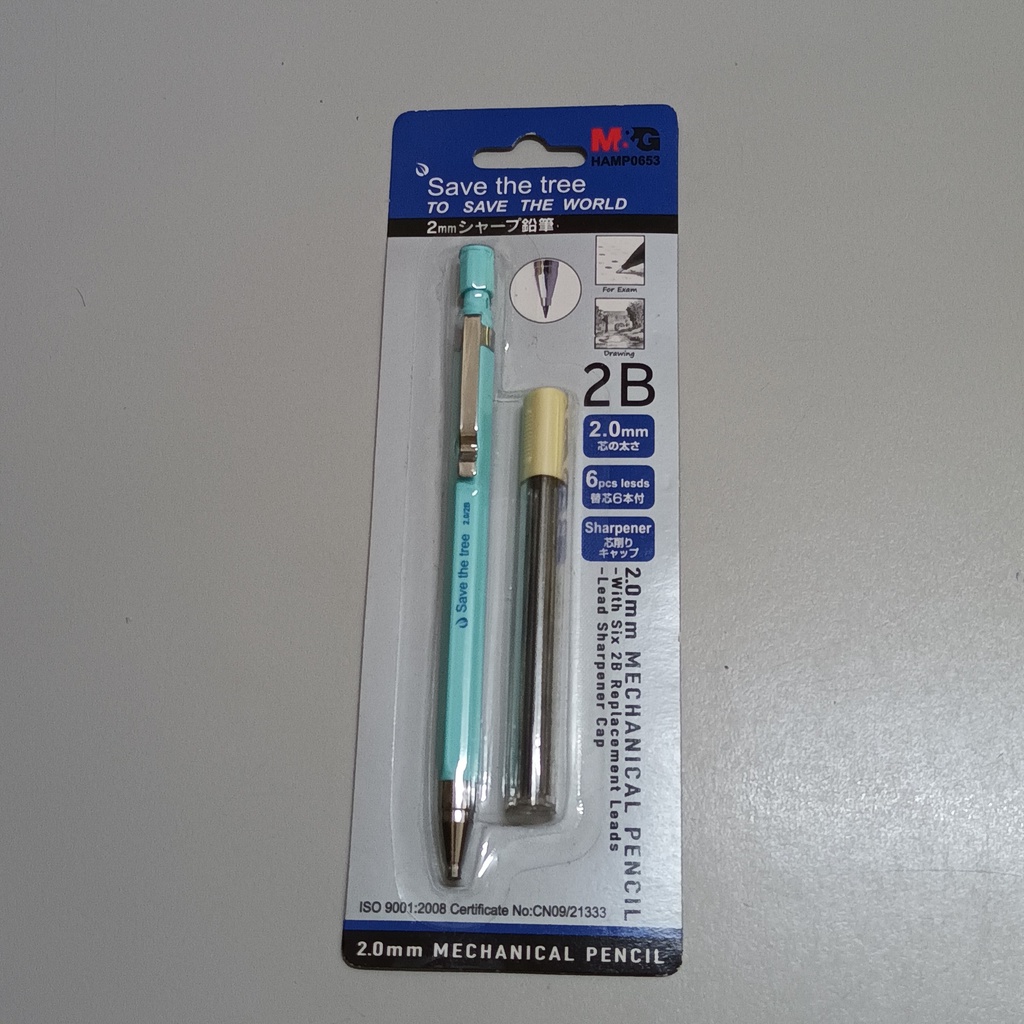 M&G
HAMP0653
Save the tree
TO SAVE THE WORLD
2mmシャープ鉛筆
For Exam
Drawing
2B
2.0mm
芯の太さ
6pcs lesds
替芯6本付
Sharpener
芯削り
キャップ
Save the tree 2.0/2B
2.0mm MECHANICAL PENCIL
-With Six 2B Replacement Leads
-Lead Sharpener Cap
ISO 9001:2008 Certificate No:CN09/21333
2.0mm MECHANICAL PENCIL